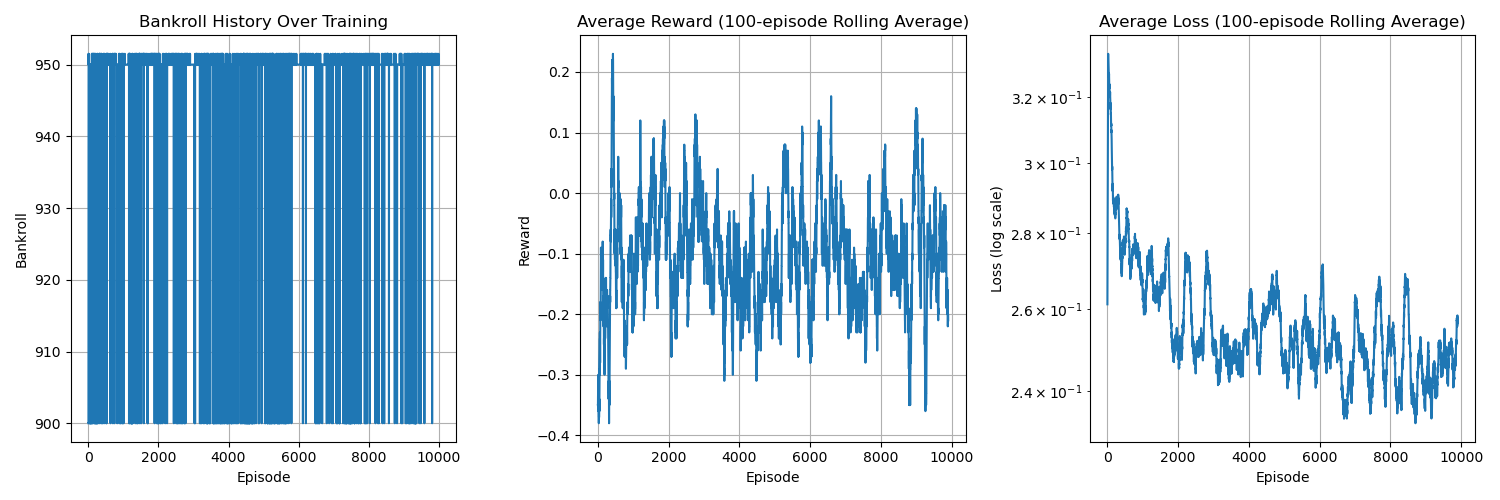 Bankroll History Over Training
Bankroll
950
940
930
920
910
900
0 2000 4000 6000 8000 10000
Episode
Average Reward (100-episode Rolling Average)
Reward
0.2
0.1
0.0
−0.1
−0.2
−0.3
−0.4
0 2000 4000 6000 8000 10000
Episode
Average Loss (100-episode Rolling Average)
Loss (log scale)
3.2 × 10⁻¹
3 × 10⁻¹
2.8 × 10⁻¹
2.6 × 10⁻¹
2.4 × 10⁻¹
0 2000 4000 6000 8000 10000
Episode